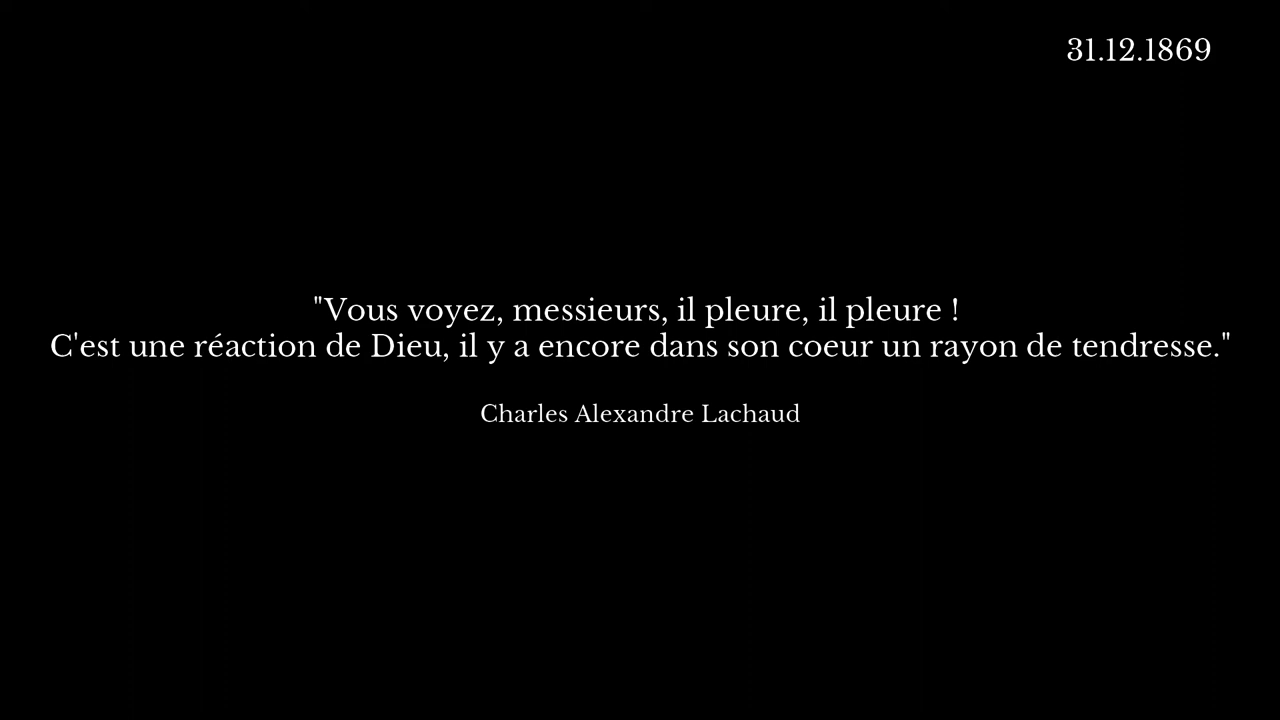 31.12.1869
"Vous voyez, messieurs, il pleure, il pleure !
C'est une réaction de Dieu, il y a encore dans son coeur un rayon de tendresse."
Charles Alexandre Lachaud